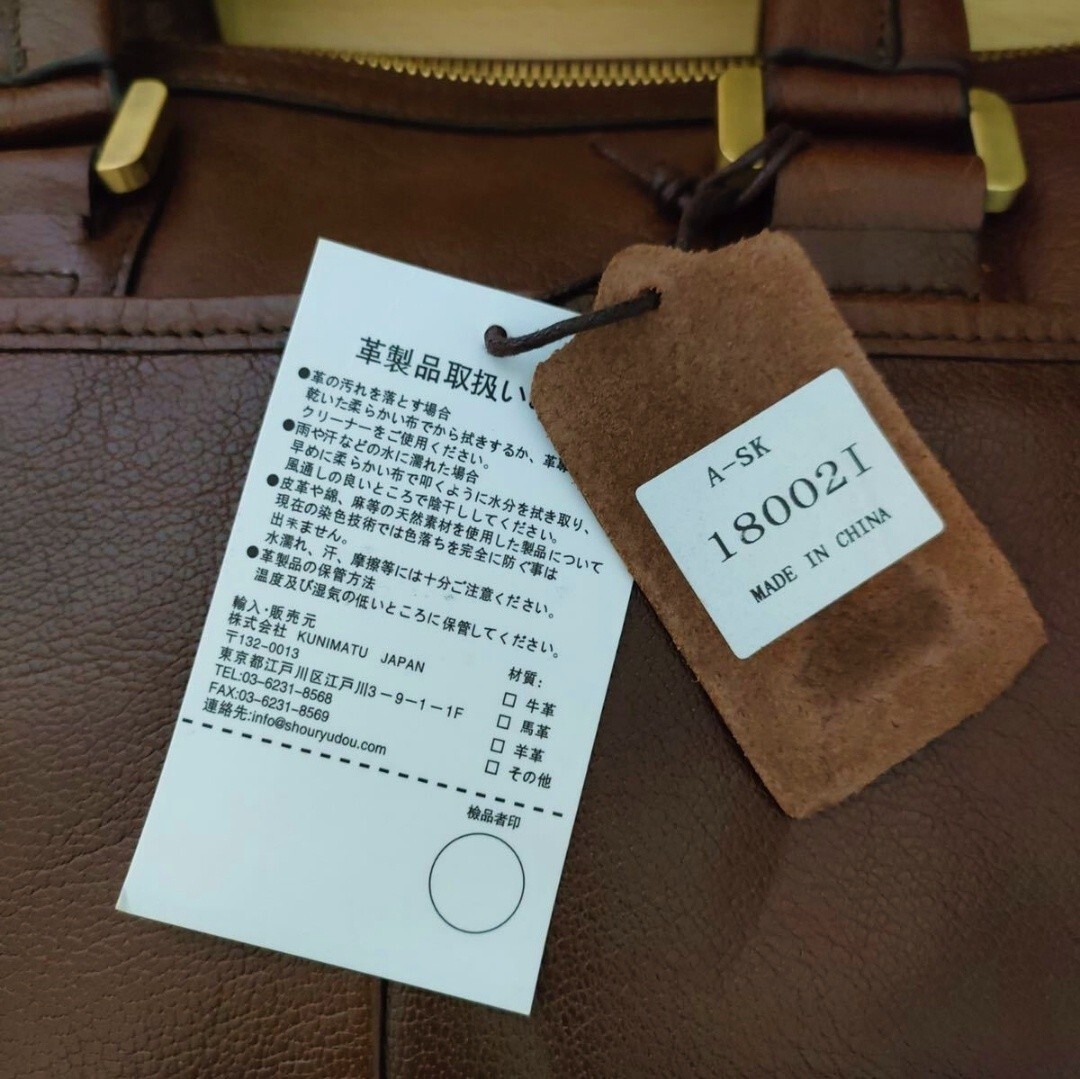 革製品取扱い
●革の汚れを落とす場合
乾いた柔らかい布でから拭きするか、革専
クリーナーをご使用ください。
●雨や汗などの水に濡れた場合
早めに柔らかい布で叩くように水分を拭き取り、
風通しの良いところで陰干ししてください。
●皮革や綿、麻等の天然素材を使用した製品について
現在の染色技術では色落ちを完全に防ぐ事は
出来ません。
水濡れ、汗、摩擦等には十分ご注意ください。
●革製品の保管方法
温度及び湿気の低いところに保管してください。
輸入・販売元
株式会社 KUNIMATU JAPAN
〒132-0013
東京都江戸川区江戸川3-9-1-1F
TEL:03-6231-8568
FAX:03-6231-8569
連絡先:info@shouryudou.com
材質:
□ 牛革
□ 馬革
□ 羊革
□ その他
檢品者印
A-SK
18002I
MADE IN CHINA